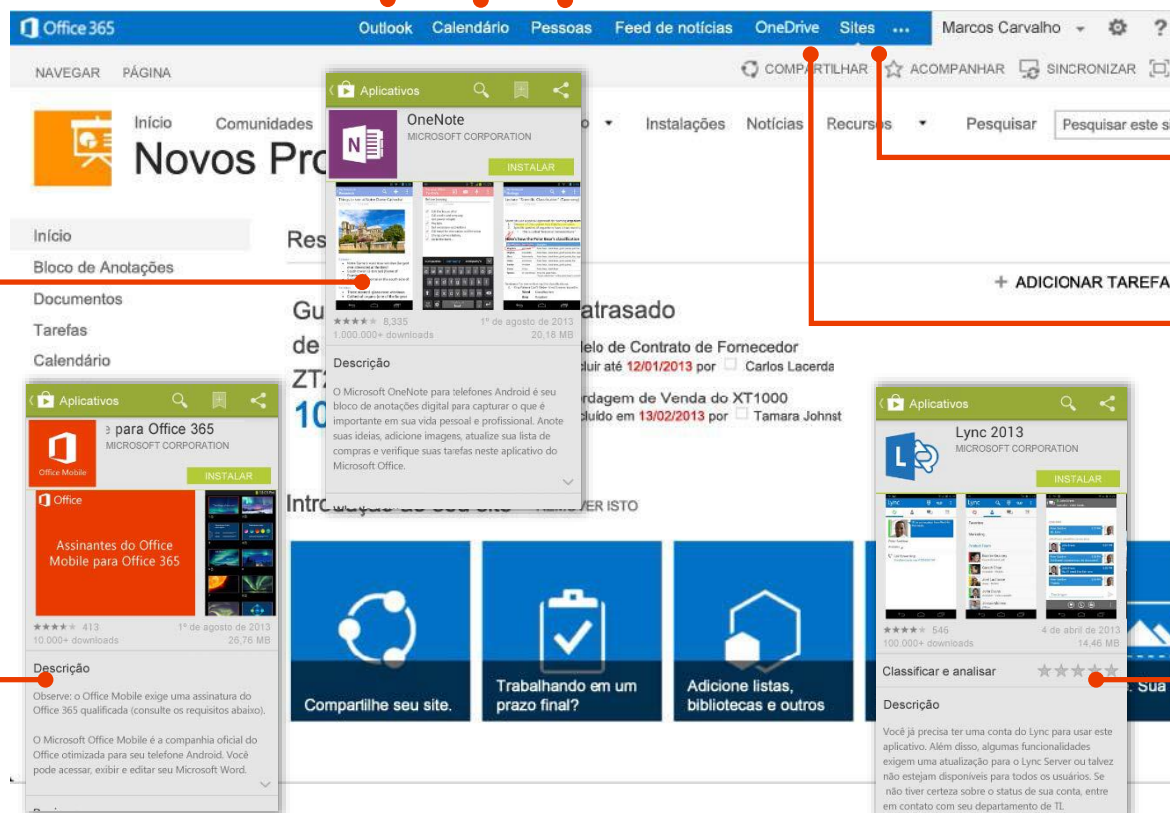 Office 365
Outlook Calendário Pessoas Feed de notícias OneDrive Sites ... Marcos Carvalho ?
NAVEGAR PÁGINA
COMPARTILHAR ACOMPANHAR SINCRONIZAR
Início Comunidades
Instalações Notícias Recursos Pesquisar Pesquisar este si
Novos Pro
Aplicativos
OneNote
MICROSOFT CORPORATION
INSTALAR
8,335 1º de agosto de 2013
1.000.000+ downloads 20,18 MB
Descrição
O Microsoft OneNote para telefones Android é seu
bloco de anotações digital para capturar o que é
importante em sua vida pessoal e profissional. Anote
suas ideias, adicione imagens, atualize sua lista de
compras e verifique suas tarefas neste aplicativo do
Microsoft Office.
Início
Bloco de Anotações
Documentos
Tarefas
Calendário
Res
+ ADICIONAR TAREFA
Gu
de
ZT
10
atrasado
elo de Contrato de Fornecedor
luir até 12/01/2013 por Carlos Lacerda
rdagem de Venda do XT1000
luído em 13/02/2013 por Tamara Johnst
REMOVER ISTO
Compartilhe seu site.
Trabalhando em um
prazo final?
Adicione listas,
bibliotecas e outros
. Sua
Aplicativos
para Office 365
MICROSOFT CORPORATION
Office Mobile
INSTALAR
Office
Assinantes do Office
Mobile para Office 365
413 1º de agosto de 2013
10.000+ downloads 26,76 MB
Descrição
Observe: o Office Mobile exige uma assinatura do
Office 365 qualificada (consulte os requisitos abaixo).
O Microsoft Office Mobile é a companhia oficial do
Office otimizada para seu telefone Android. Você
pode acessar, exibir e editar seu Microsoft Word.
Aplicativos
Lync 2013
MICROSOFT CORPORATION
INSTALAR
546 4 de abril de 2013
100.000+ downloads 14,46 MB
Classificar e analisar
Descrição
Você já precisa ter uma conta do Lync para usar este
aplicativo. Além disso, algumas funcionalidades
exigem uma atualização para o Lync Server ou talvez
não estejam disponíveis para todos os usuários. Se
não tiver certeza sobre o status de sua conta, entre
em contato com seu departamento de TI.